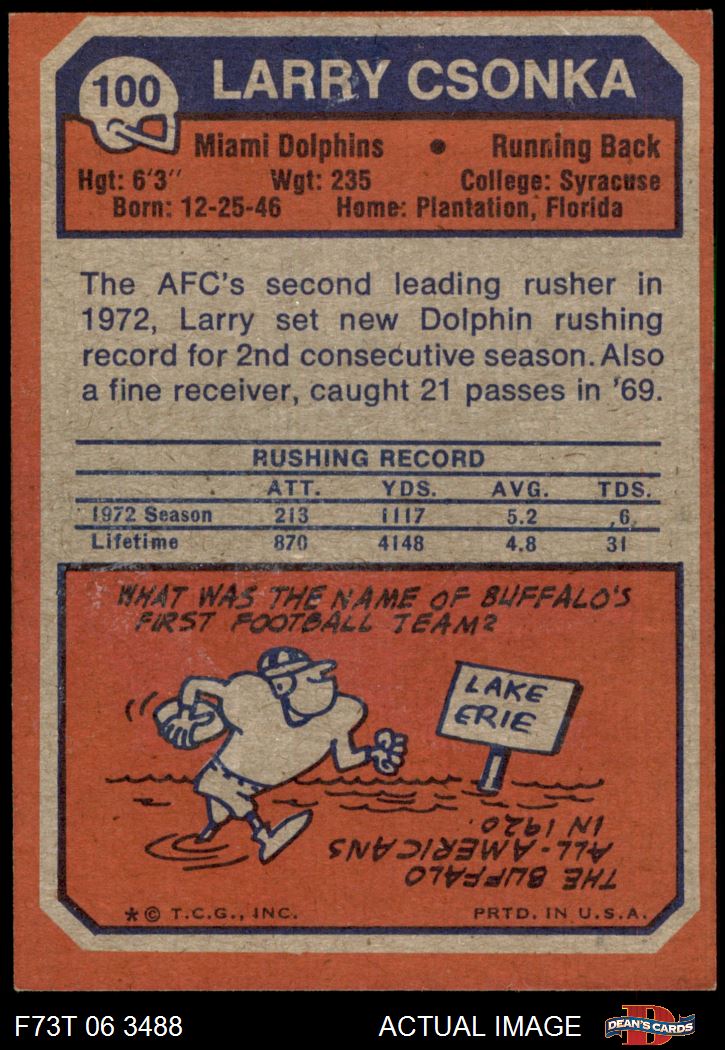 100
LARRY CSONKA
Miami Dolphins • Running Back
Hgt: 6'3" Wgt: 235 College: Syracuse
Born: 12-25-46 Home: Plantation, Florida
The AFC's second leading rusher in
1972, Larry set new Dolphin rushing
record for 2nd consecutive season. Also
a fine receiver, caught 21 passes in '69.
RUSHING RECORD
ATT. YDS. AVG. TDS.
1972 Season 213 1117 5.2 6
Lifetime 870 4148 4.8 31
WHAT WAS THE NAME OF BUFFALO'S
FIRST FOOTBALL TEAM?
LAKE
ERIE
THE BUFFALO
ALL-AMERICANS
IN 1920.
*© T.C.G., INC. PRTD. IN U.S.A.
F73T 06 3488 ACTUAL IMAGE
D
DEAN'S CARDS